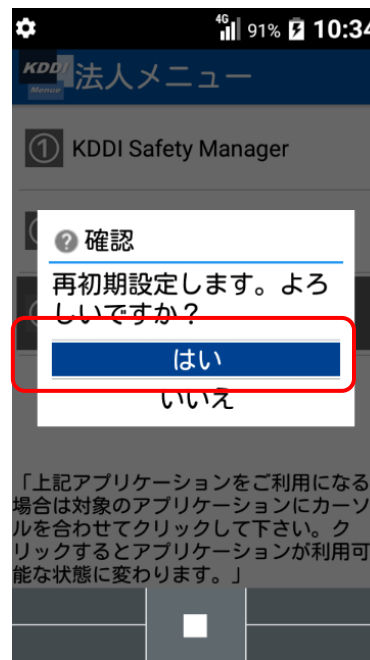 4G 91% 10:34
KDDI Menue 法人メニュー
① KDDI Safety Manager
? 確認
再初期設定します。よろ
しいですか？
はい
いいえ
「上記アプリケーションをご利用になる
場合は対象のアプリケーションにカーソ
ルを合わせてクリックして下さい。ク
リックするとアプリケーションが利用可
能な状態に変わります。」